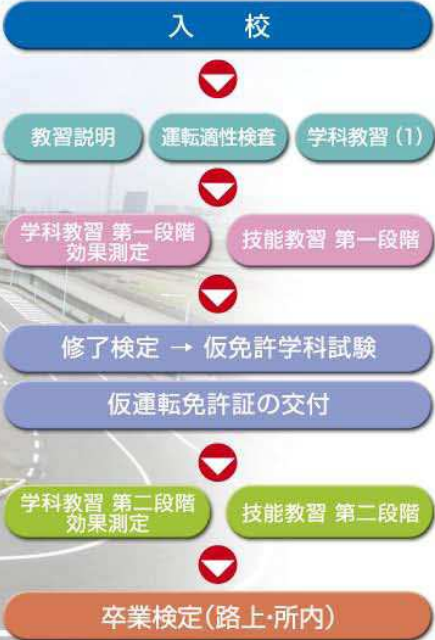 入 校
教習説明
運転適性検査
学科教習(1)
学科教習 第一段階
効果測定
技能教習 第一段階
修了検定 → 仮免許学科試験
仮運転免許証の交付
学科教習 第二段階
効果測定
技能教習 第二段階
卒業検定(路上・所内)